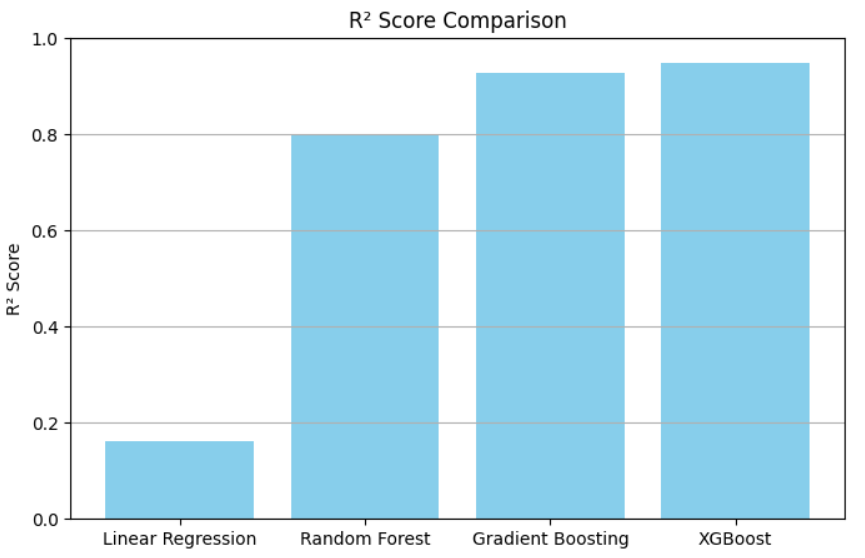 R² Score Comparison
R² Score
1.0
0.8
0.6
0.4
0.2
0.0
Linear Regression
Random Forest
Gradient Boosting
XGBoost